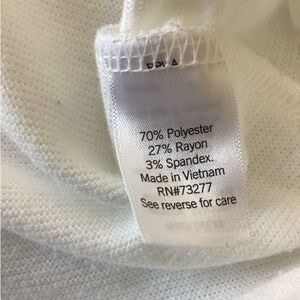 70% Polyester
27% Rayon
3% Spandex.
Made in Vietnam
RN#73277
See reverse for care